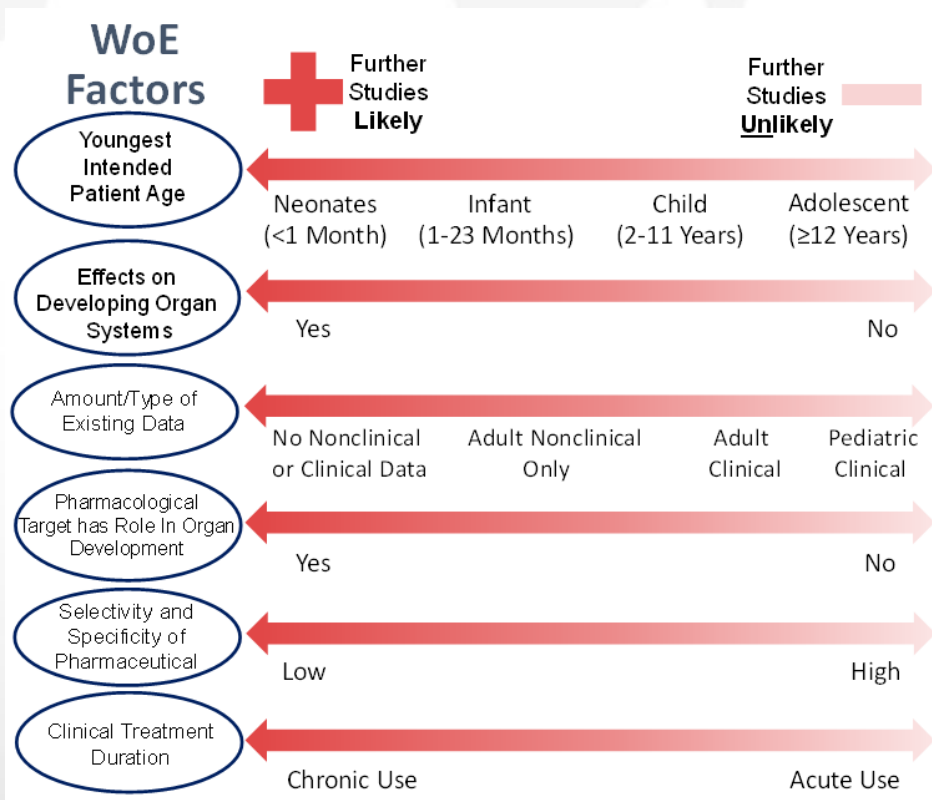 WoE
Factors
Further
Studies
Likely
Further
Studies
Unlikely
Youngest
Intended
Patient Age
Neonates
(<1 Month)
Infant
(1-23 Months)
Child
(2-11 Years)
Adolescent
(≥12 Years)
Effects on
Developing Organ
Systems
Yes
No
Amount/Type of
Existing Data
No Nonclinical
or Clinical Data
Adult Nonclinical
Only
Adult
Clinical
Pediatric
Clinical
Pharmacological
Target has Role In Organ
Development
Yes
No
Selectivity and
Specificity of
Pharmaceutical
Low
High
Clinical Treatment
Duration
Chronic Use
Acute Use